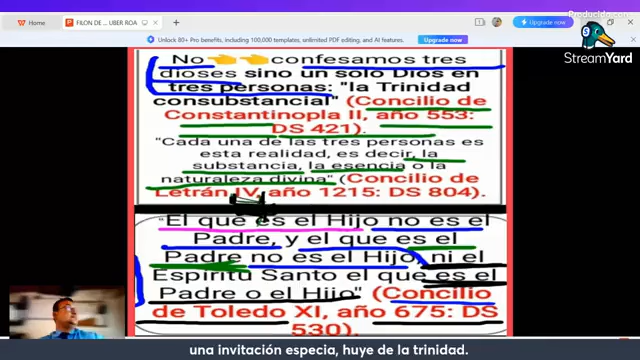 Home
FILON DE ... UBER ROA
Upgrade now
Producir.com
Unlock 80+ Pro benefits, including 100,000 templates, unlimited PDF editing, and AI features.
Upgrade now
StreamYard
No 👉👈 confesamos tres
dioses sino un solo Dios en
tres personas: "la Trinidad
consubstancial" (Concilio de
Constantinopla II, año 553:
DS 421).
"Cada una de las tres personas es
esta realidad, es decir, la
substancia, la esencia o la
naturaleza divina" (Concilio de
Letrán IV, año 1215: DS 804).
"El que es el Hijo no es el
Padre, y el que es el
Padre no es el Hijo, ni el
Espíritu Santo el que es el
Padre o el Hijo" (Concilio
de Toledo XI, año 675: DS
530).
una invitación especia, huye de la trinidad.